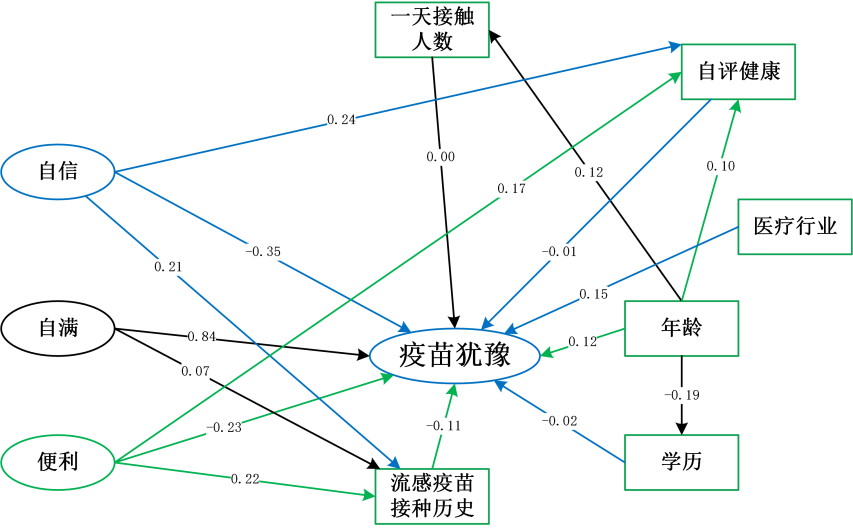 一天接触
人数
自评健康
0.24
自信
0.00
0.12
0.10
0.17
医疗行业
-0.35
-0.01
0.21
0.15
自满
0.84
年龄
疫苗犹豫
0.12
0.07
-0.19
-0.23
-0.11
-0.02
便利
学历
0.22
流感疫苗
接种历史